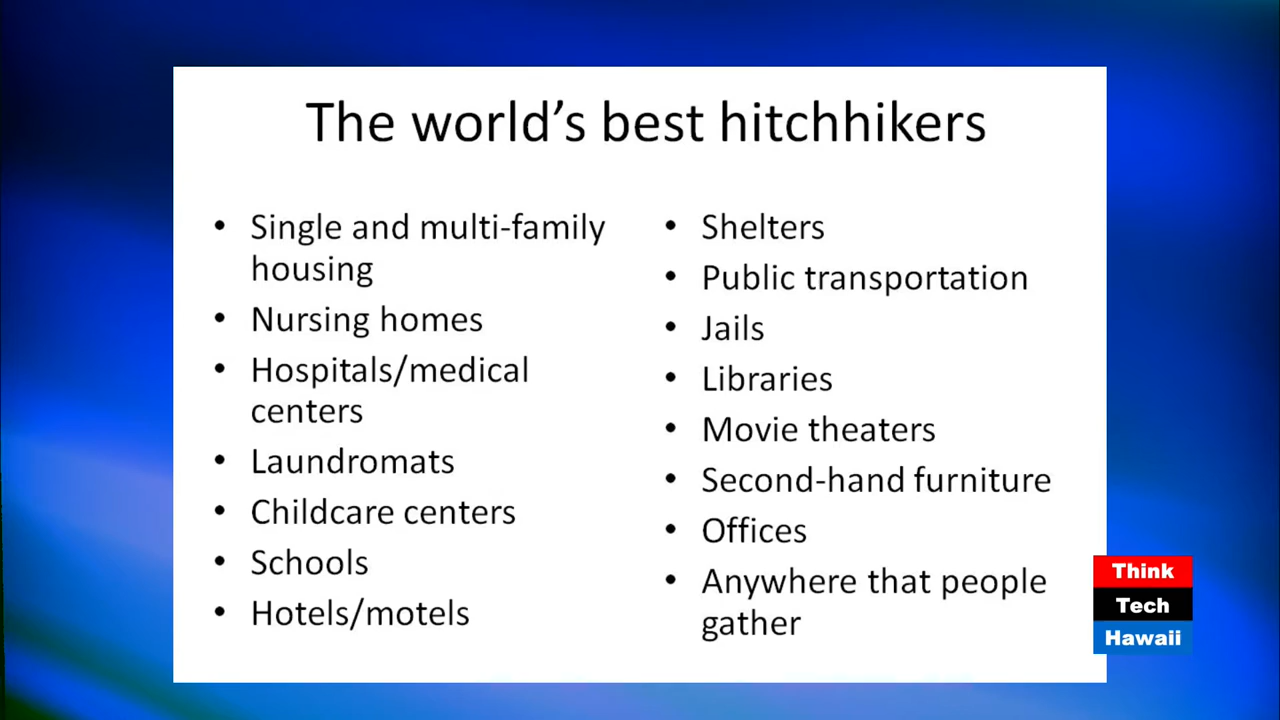 The world’s best hitchhikers
• Single and multi-family
housing
• Nursing homes
• Hospitals/medical
centers
• Laundromats
• Childcare centers
• Schools
• Hotels/motels
• Shelters
• Public transportation
• Jails
• Libraries
• Movie theaters
• Second-hand furniture
• Offices
• Anywhere that people
gather
Think
Tech
Hawaii